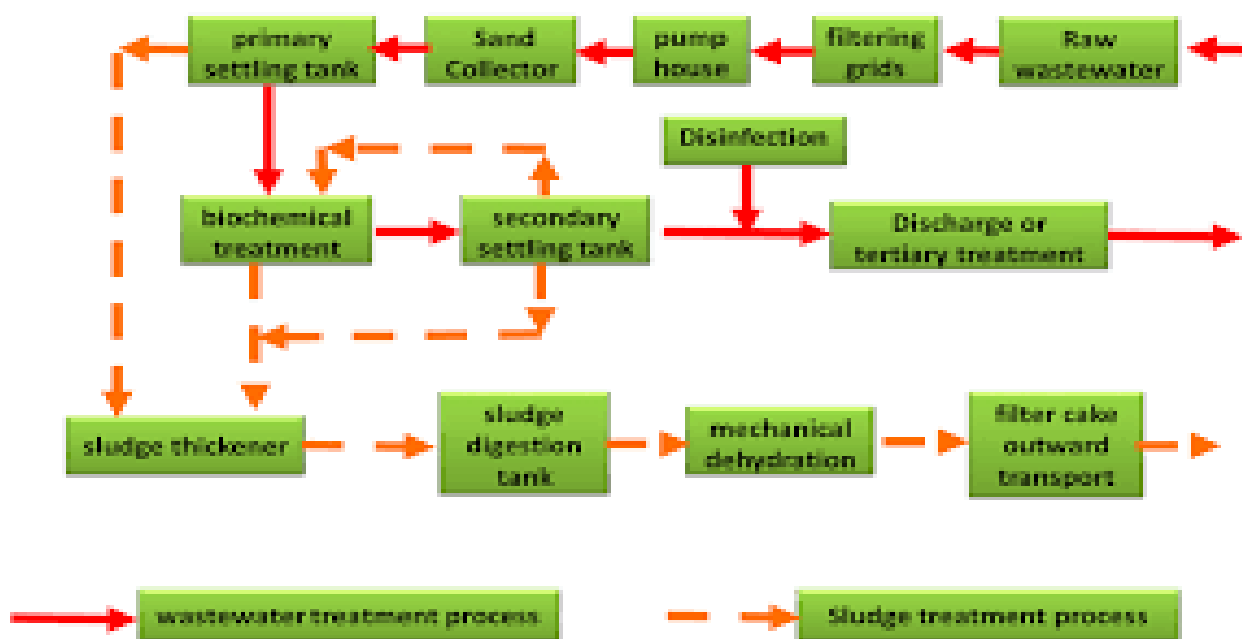 primary
settling tank
Sand
Collector
pump
house
filtering
grids
Raw
wastewater
Disinfection
biochemical
treatment
secondary
settling tank
Discharge or
tertiary treatment
sludge thickener
sludge
digestion
tank
mechanical
dehydration
filter cake
outward
transport
wastewater treatment process
Sludge treatment process